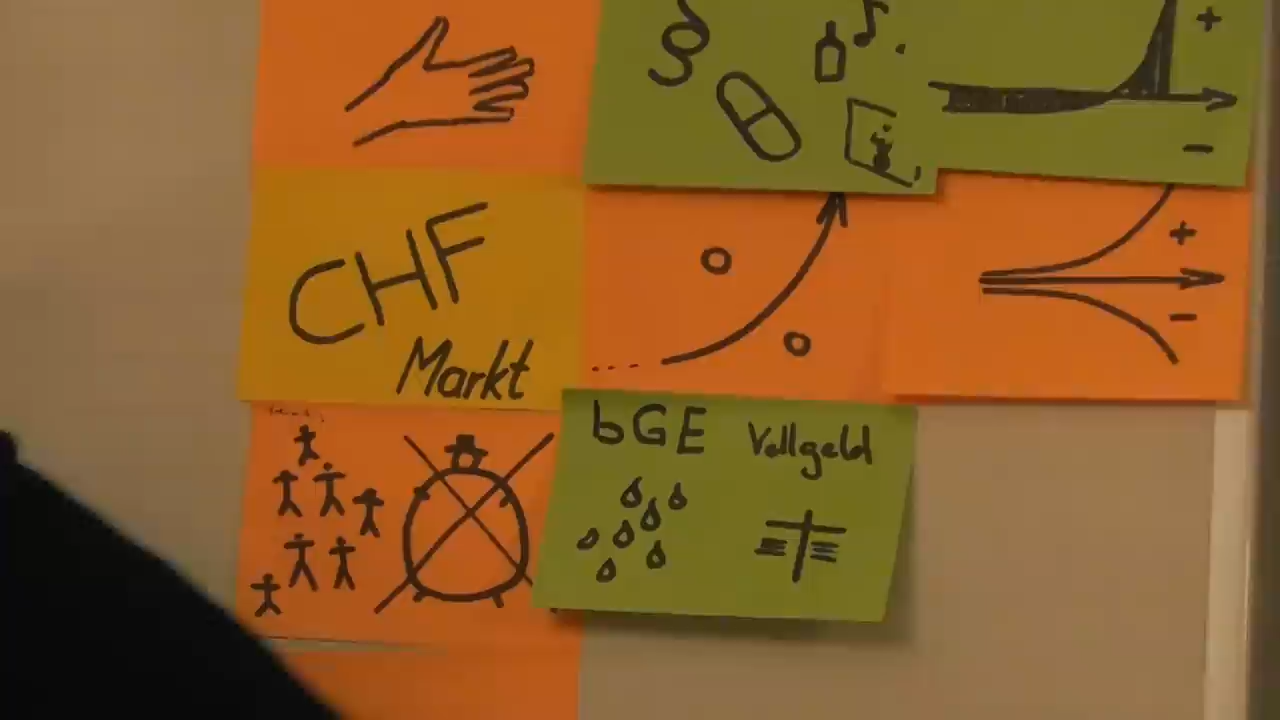 +
-
CHF
Markt
+
-
bGE Vollgeld